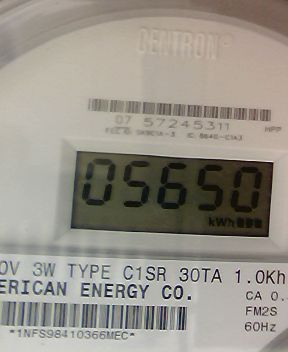 CENTRON®
07 57245311
05650
kWh
0V 3W TYPE C1SR 30TA 1.0Kh
ERICAN ENERGY CO.
CA 0.
FM2S
*1NFS98410366MEC*
60Hz